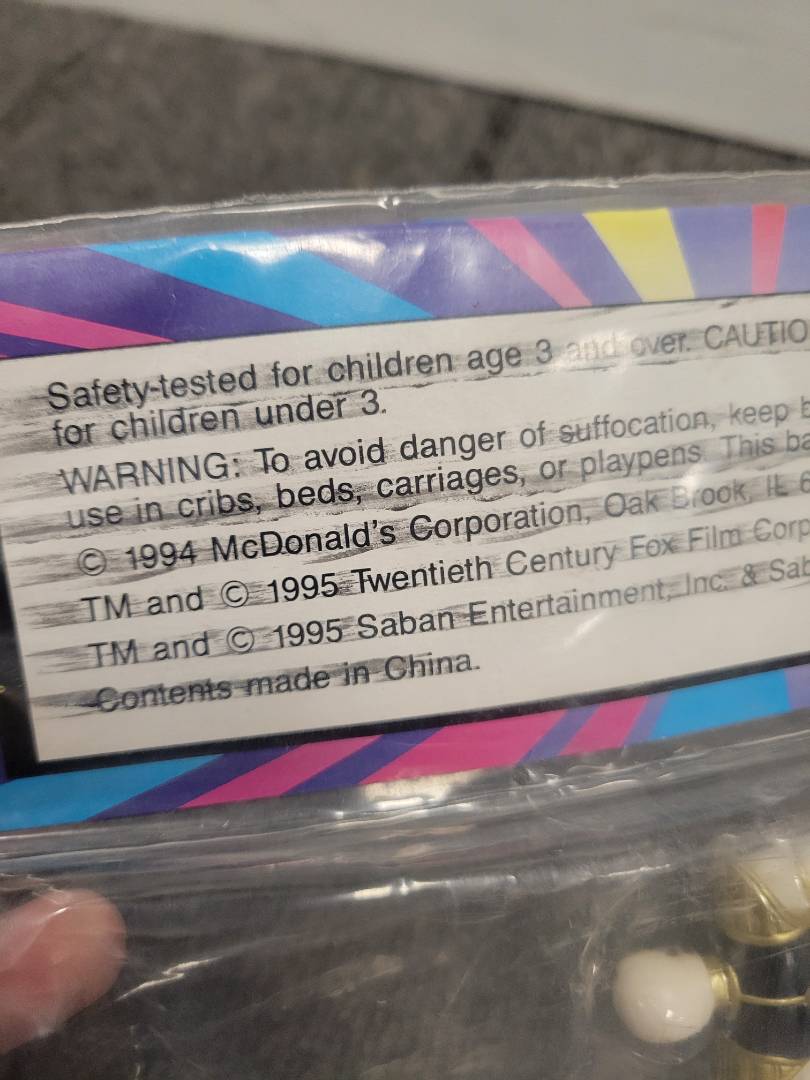 Safety-tested for children age 3 and over. CAUTIO
for children under 3.
WARNING: To avoid danger of suffocation, keep b
use in cribs, beds, carriages, or playpens. This ba
© 1994 McDonald's Corporation, Oak Brook, IL 6
TM and © 1995 Twentieth Century Fox Film Corp
TM and © 1995 Saban Entertainment, Inc. & Sab
Contents made in China.